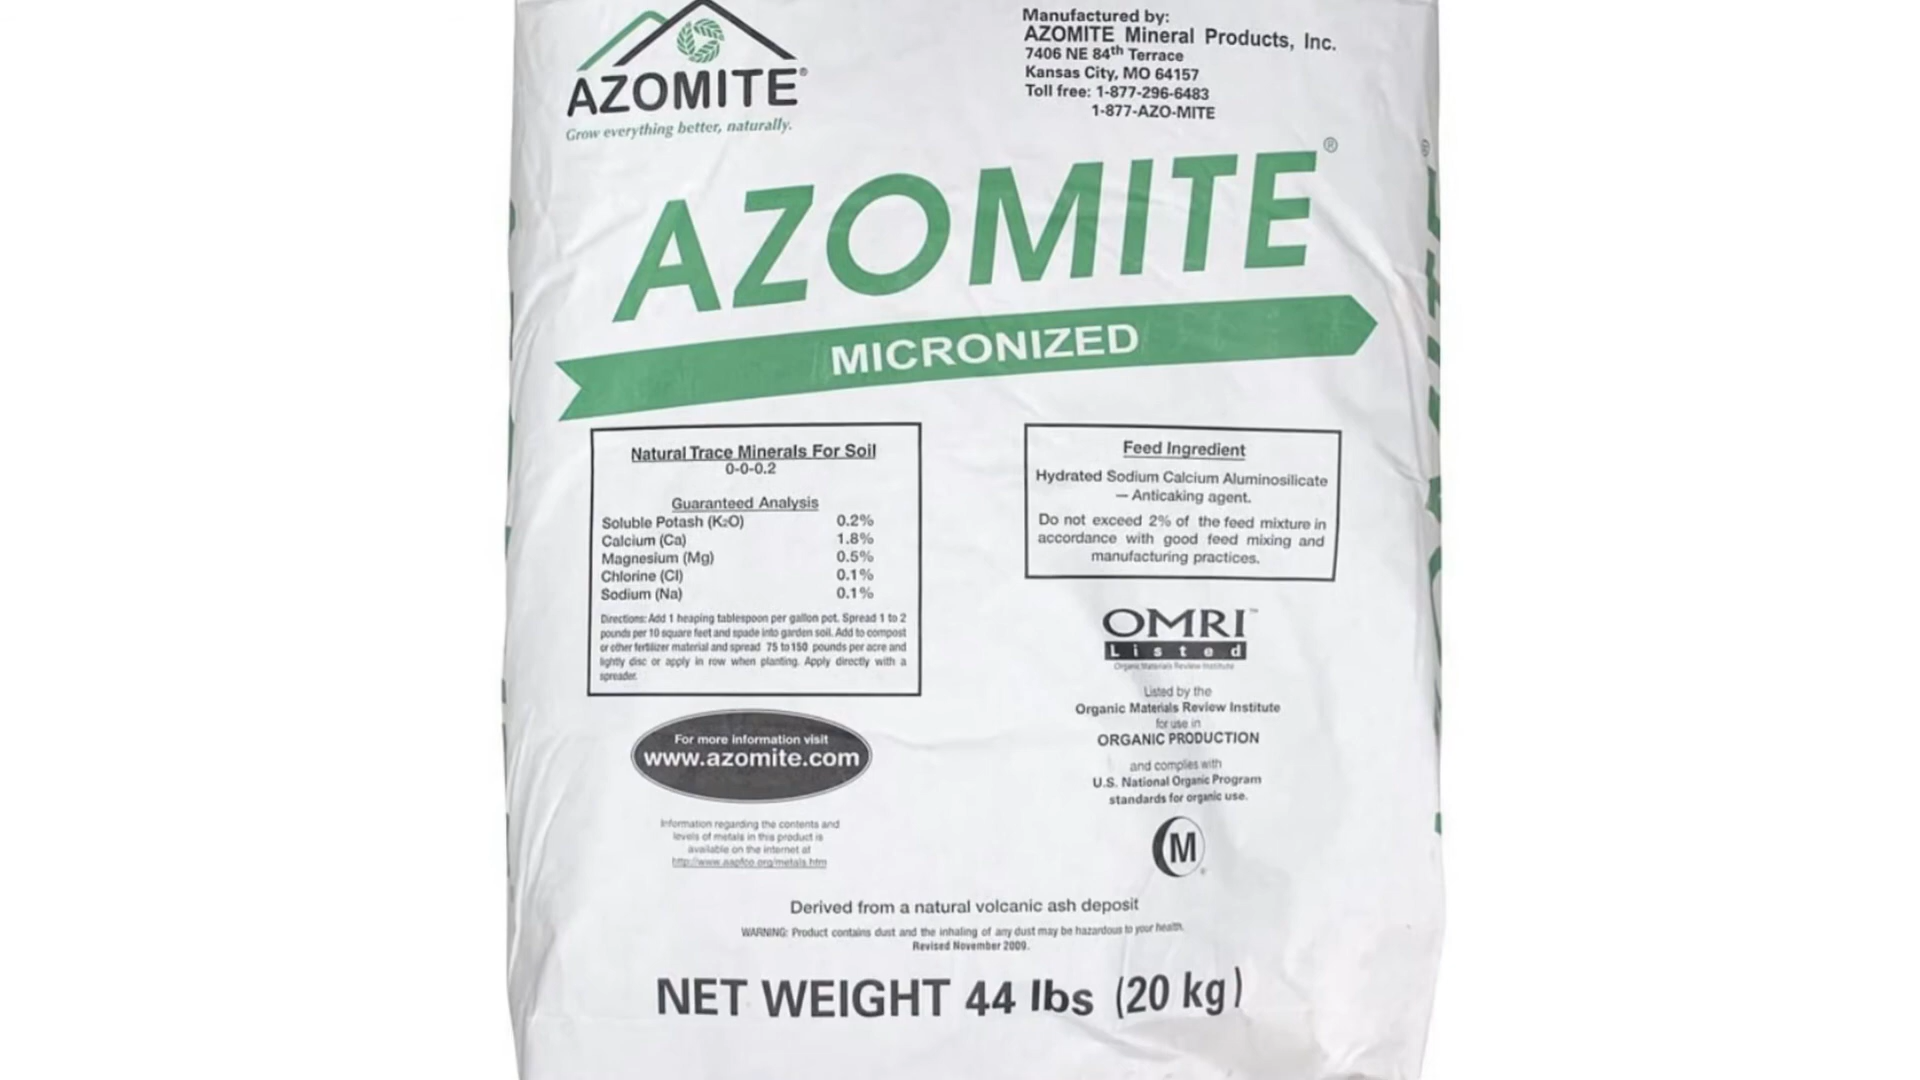 AZOMITE®
Grow everything better, naturally.
Manufactured by:
AZOMITE Mineral Products, Inc.
7406 NE 84th Terrace
Kansas City, MO 64157
Toll free: 1-877-296-6483
1-877-AZO-MITE
AZOMITE®
MICRONIZED
Natural Trace Minerals For Soil
0-0-0.2
Guaranteed Analysis
Soluble Potash (K2O) 0.2%
Calcium (Ca) 1.8%
Magnesium (Mg) 0.5%
Chlorine (Cl) 0.1%
Sodium (Na) 0.1%
Directions: Add 1 heaping tablespoon per gallon pot. Spread 1 to 2
pounds per 10 square feet and spade into garden soil. Add to compost
or other fertilizer material and spread 75 to 150 pounds per acre and
lightly disc or apply in row when planting. Apply directly with a
spreader.
Feed Ingredient
Hydrated Sodium Calcium Aluminosilicate
— Anticaking agent.
Do not exceed 2% of the feed mixture in
accordance with good feed mixing and
manufacturing practices.
OMRI™
Listed
Organic Materials Review Institute
Listed by the
Organic Materials Review Institute
for use in
ORGANIC PRODUCTION
and complies with
U.S. National Organic Program
standards for organic use.
M®
For more information visit
www.azomite.com
Information regarding the contents and
levels of metals in this product is
available on the internet at
http://www.aapfco.org/metals.htm
Derived from a natural volcanic ash deposit
WARNING: Product contains dust and the inhaling of any dust may be hazardous to your health.
Revised November 2009.
NET WEIGHT 44 lbs (20 kg)